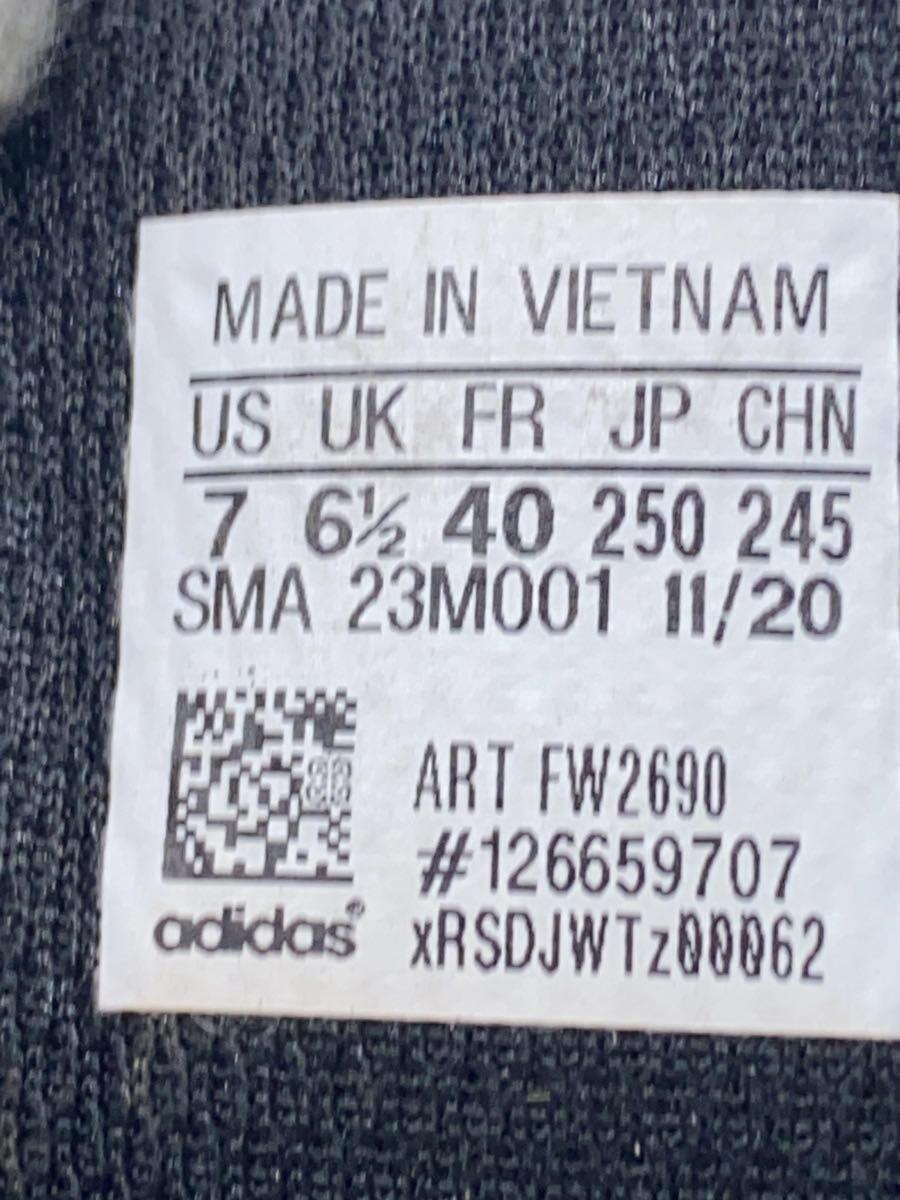 MADE IN VIETNAM
US UK FR JP CHN
7 6½ 40 250 245
SMA 23M001 11/20
ART FW2690
#126659707
adidas®
xRSDJWTz00062